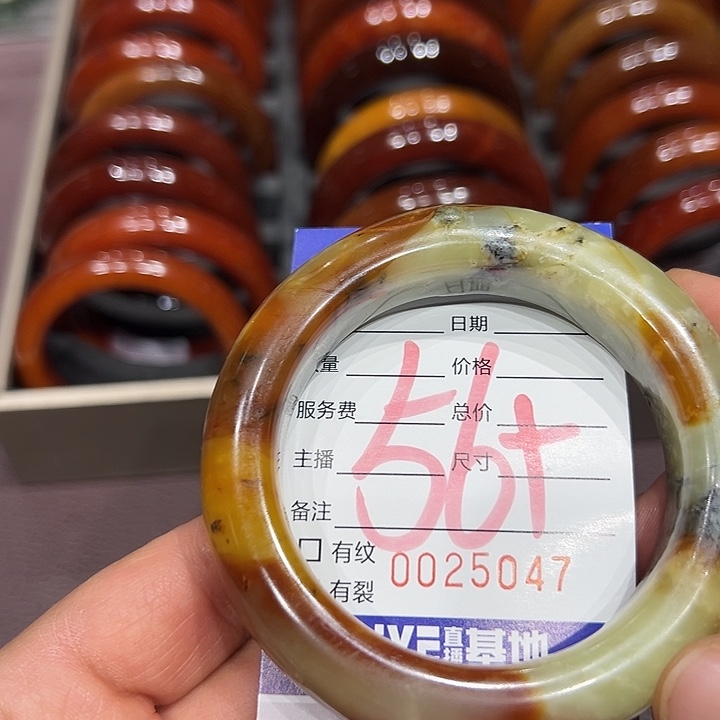 日期
量 价格
服务费 总价
主播 尺寸
56+
备注
有纹
有裂
0025047
直播基地